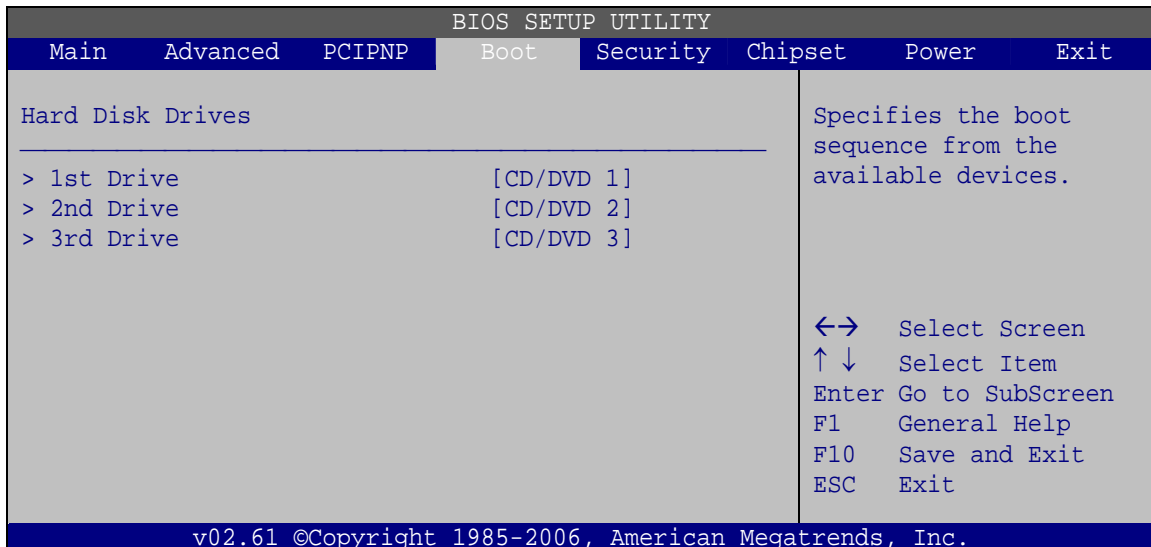 BIOS SETUP UTILITY
Main Advanced PCIPNP Boot Security Chipset Power Exit
Hard Disk Drives
> 1st Drive [CD/DVD 1]
> 2nd Drive [CD/DVD 2]
> 3rd Drive [CD/DVD 3]
Specifies the boot
sequence from the
available devices.
←→ Select Screen
↑ ↓ Select Item
Enter Go to SubScreen
F1 General Help
F10 Save and Exit
ESC Exit
v02.61 ©Copyright 1985-2006, American Megatrends, Inc.